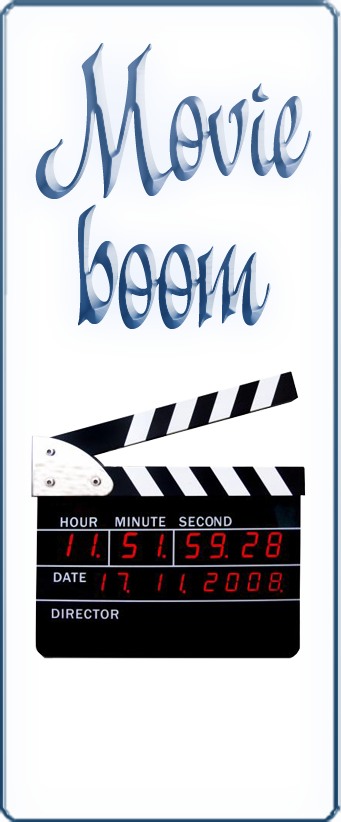 Movie
boom
HOUR MINUTE SECOND
11. 51. 59. 28
DATE 17. 11. 2008.
DIRECTOR